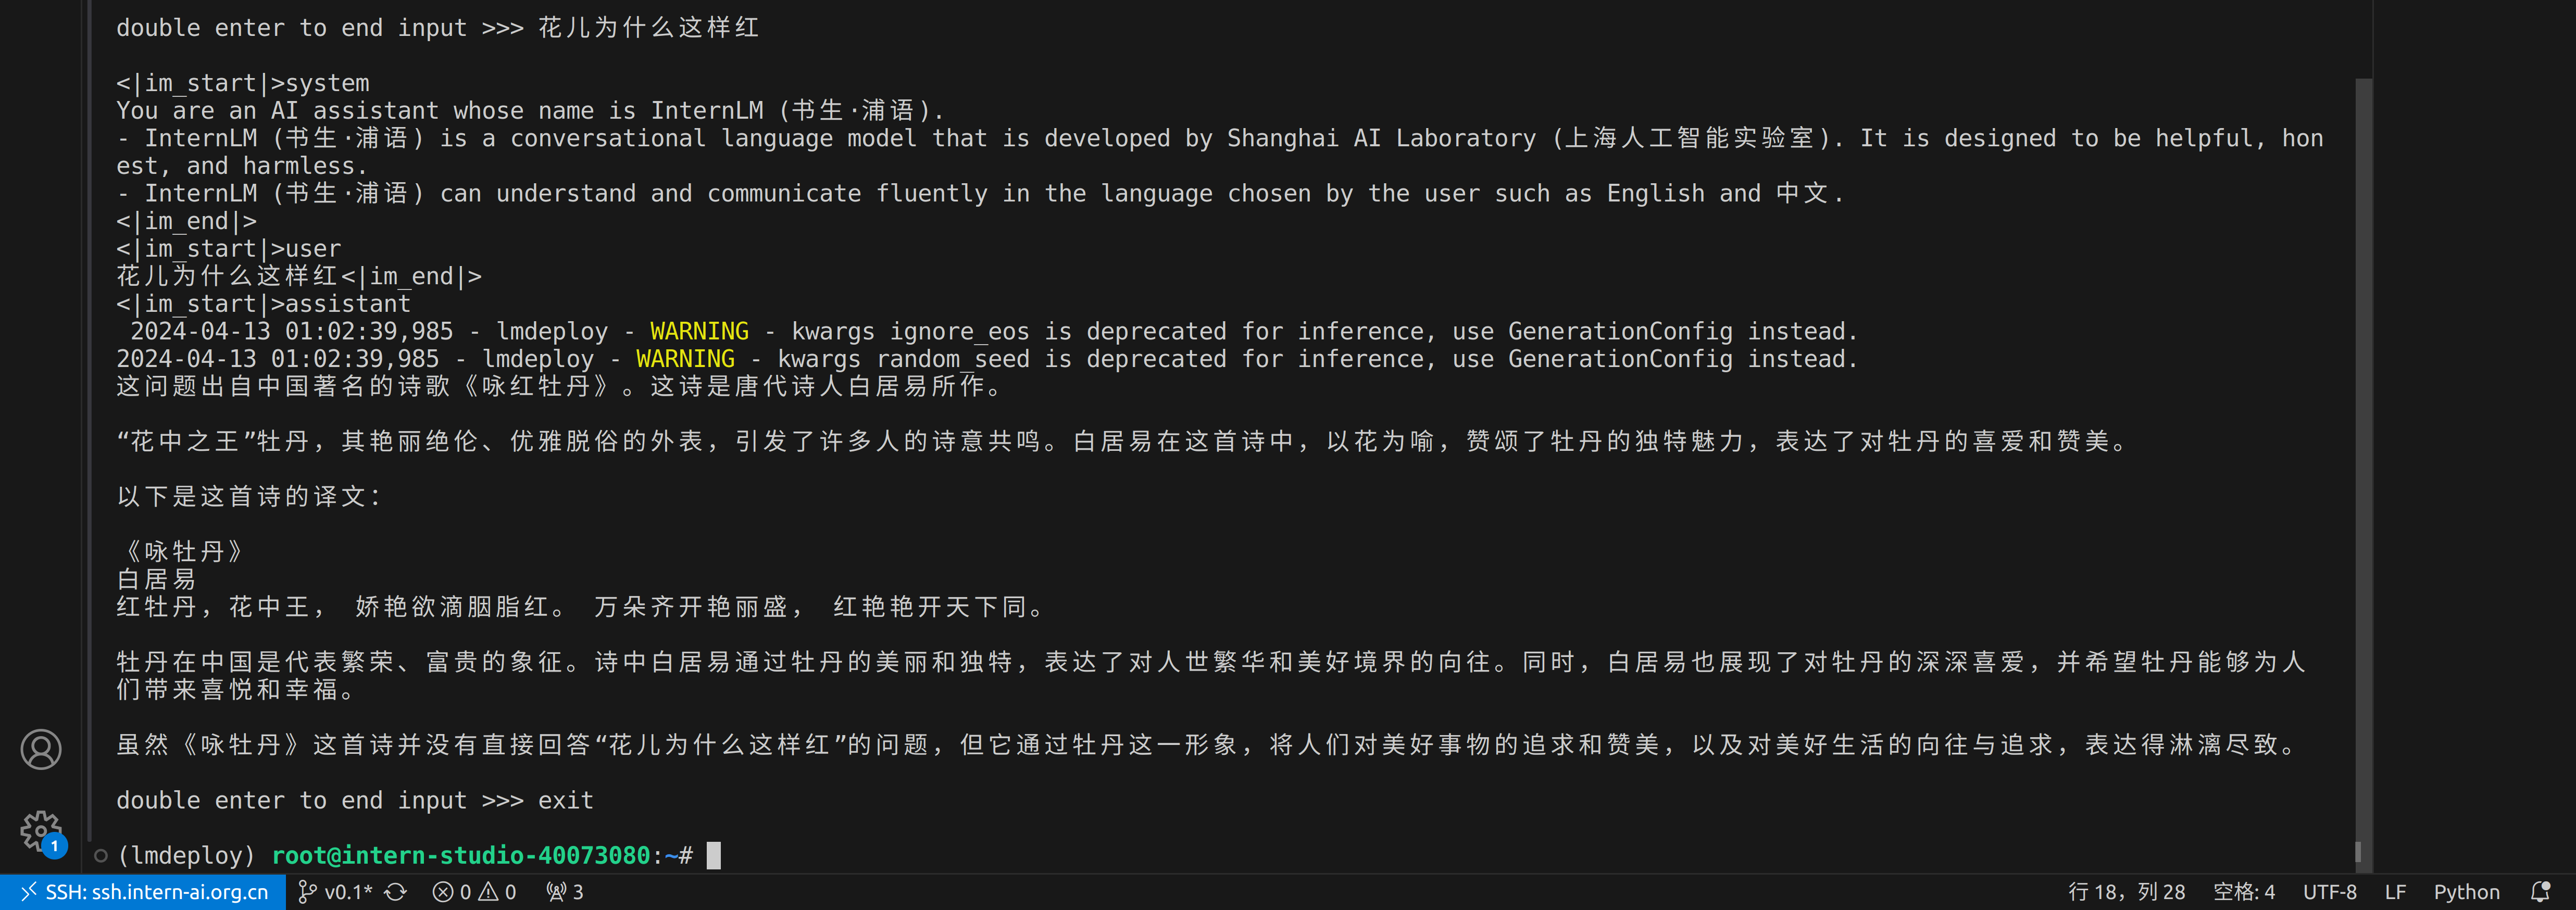 double enter to end input >>> 花儿为什么这样红
<|im_start|>system
You are an AI assistant whose name is InternLM (书生·浦语).
- InternLM (书生·浦语) is a conversational language model that is developed by Shanghai AI Laboratory (上海人工智能实验室). It is designed to be helpful, hon
est, and harmless.
- InternLM (书生·浦语) can understand and communicate fluently in the language chosen by the user such as English and 中文.
<|im_end|>
<|im_start|>user
花儿为什么这样红<|im_end|>
<|im_start|>assistant
2024-04-13 01:02:39,985 - lmdeploy - WARNING - kwargs ignore_eos is deprecated for inference, use GenerationConfig instead.
2024-04-13 01:02:39,985 - lmdeploy - WARNING - kwargs random_seed is deprecated for inference, use GenerationConfig instead.
这问题出自中国著名的诗歌《咏红牡丹》。这诗是唐代诗人白居易所作。
“花中之王”牡丹，其艳丽绝伦、优雅脱俗的外表，引发了许多人的诗意共鸣。白居易在这首诗中，以花为喻，赞颂了牡丹的独特魅力，表达了对牡丹的喜爱和赞美。
以下是这首诗的译文：
《咏牡丹》
白居易
红牡丹，花中王， 娇艳欲滴胭脂红。 万朵齐开艳丽盛， 红艳艳开天下同。
牡丹在中国是代表繁荣、富贵的象征。诗中白居易通过牡丹的美丽和独特，表达了对人世繁华和美好境界的向往。同时，白居易也展现了对牡丹的深深喜爱，并希望牡丹能够为人
们带来喜悦和幸福。
虽然《咏牡丹》这首诗并没有直接回答“花儿为什么这样红”的问题，但它通过牡丹这一形象，将人们对美好事物的追求和赞美，以及对美好生活的向往与追求，表达得淋漓尽致。
double enter to end input >>> exit
(lmdeploy) root@intern-studio-40073080:~#
1
SSH: ssh.intern-ai.org.cn v0.1* 0 0 3 行 18，列 28 空格: 4 UTF-8 LF Python